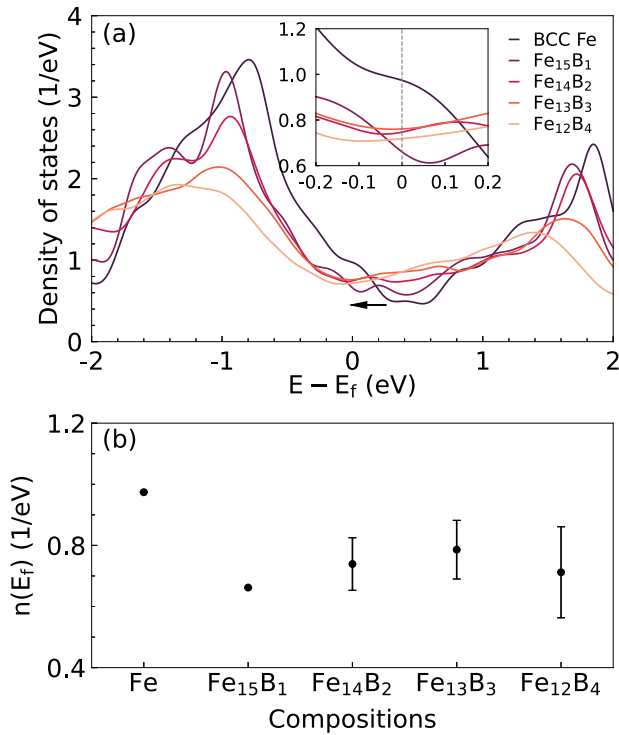 (a)
Density of states (1/eV)
4
3
2
1
0
-2
-1
0
1
2
E − E_f (eV)
1.2
1.0
0.8
0.6
-0.2
-0.1
0
0.1
0.2
BCC Fe
Fe₁₅B₁
Fe₁₄B₂
Fe₁₃B₃
Fe₁₂B₄
(b)
n(E_f) (1/eV)
1.2
0.8
0.4
Fe
Fe₁₅B₁
Fe₁₄B₂
Fe₁₃B₃
Fe₁₂B₄
Compositions